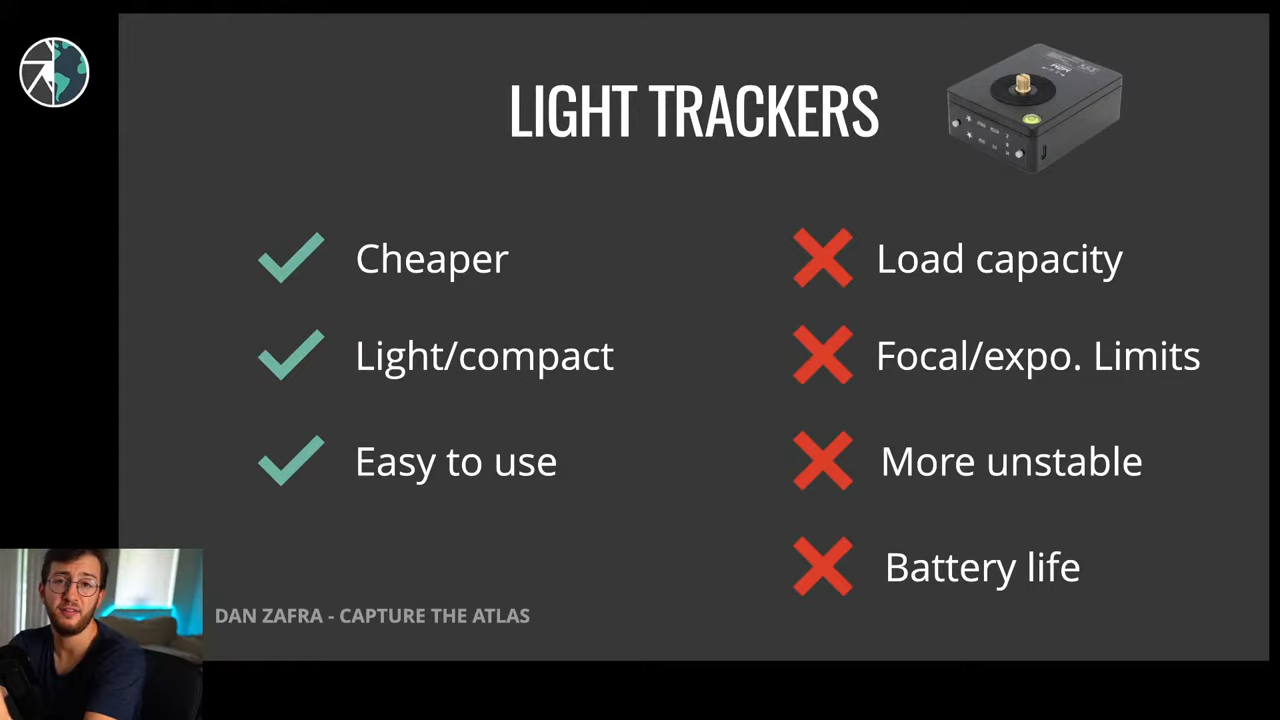 LIGHT TRACKERS
Cheaper
Load capacity
Light/compact
Focal/expo. Limits
Easy to use
More unstable
Battery life
DAN ZAFRA - CAPTURE THE ATLAS